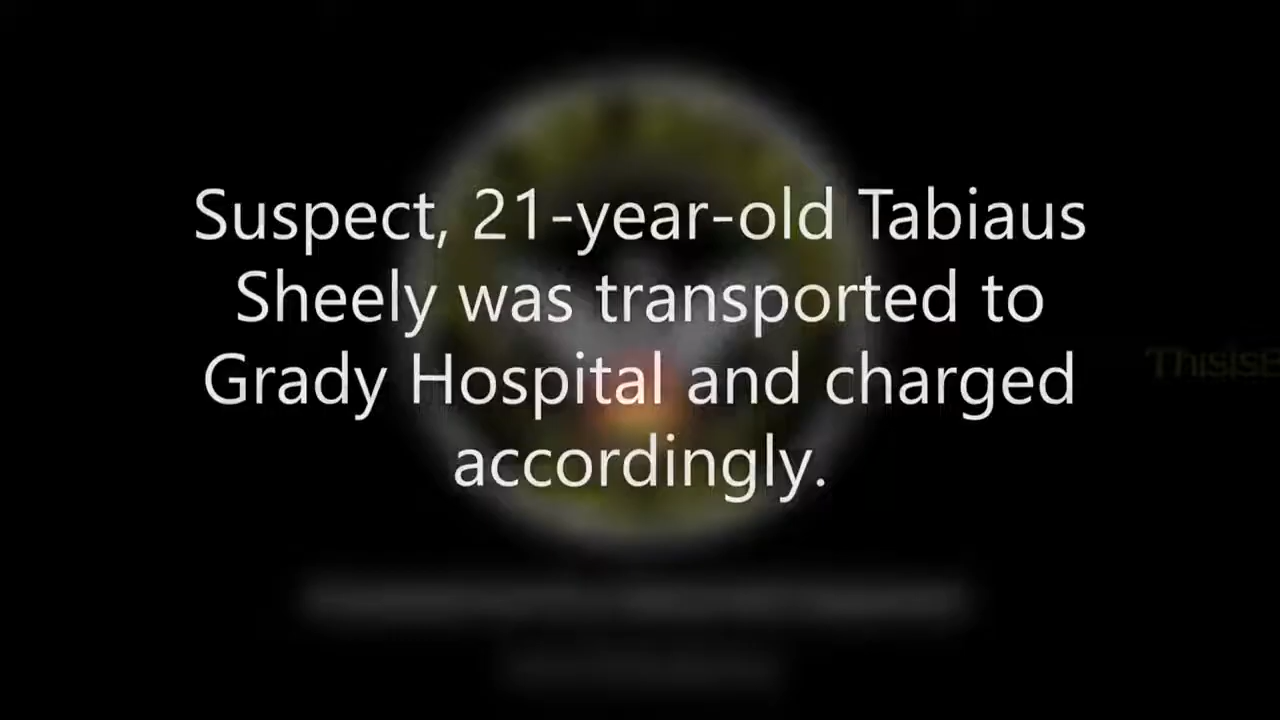 Suspect, 21-year-old Tabiaus
Sheely was transported to
Grady Hospital and charged
accordingly.